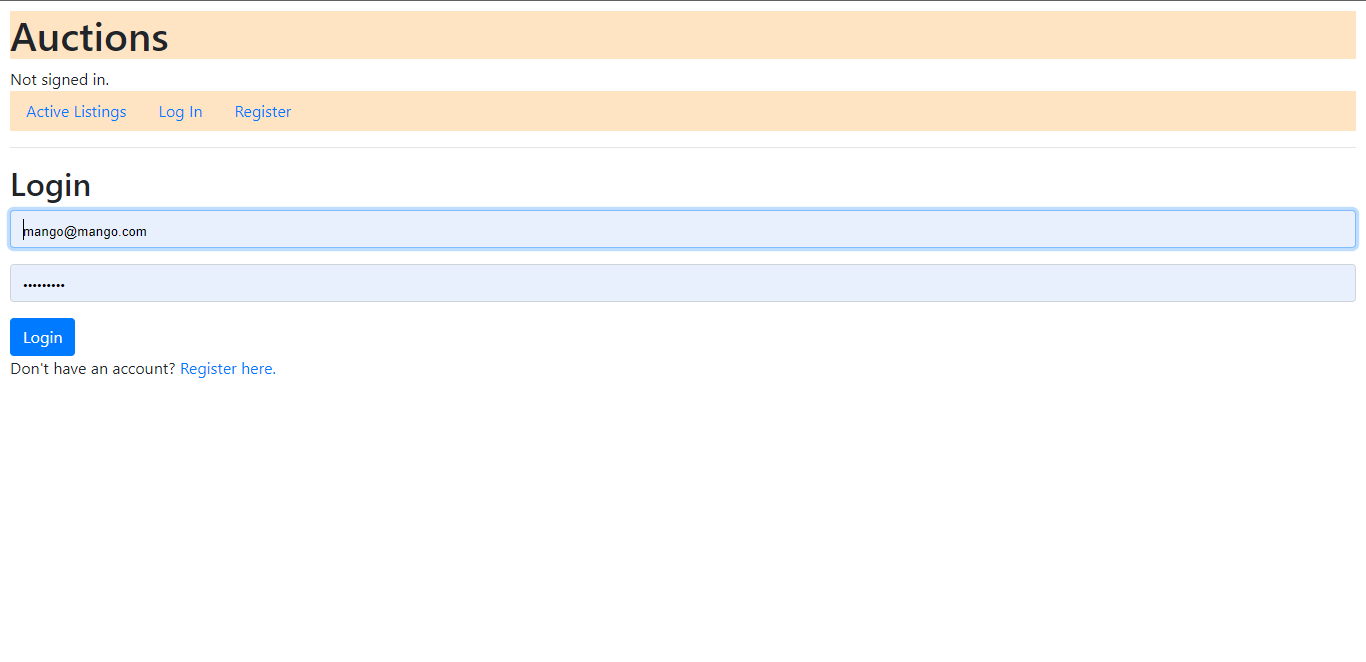 Auctions
Not signed in.
Active Listings Log In Register
Login
mango@mango.com
•••••••••
Login
Don't have an account? Register here.